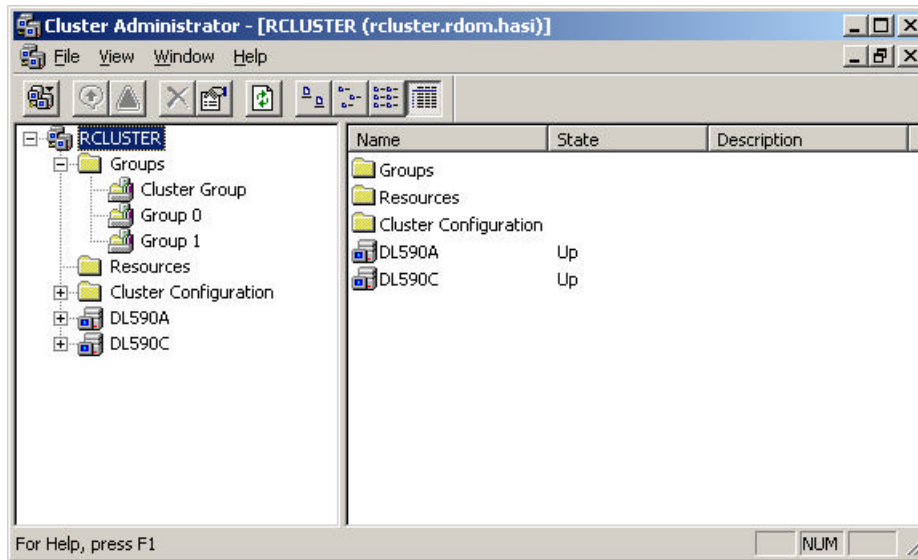 Cluster Administrator - [RCLUSTER (rcluster.rdom.hasi)]
File View Window Help
RCLUSTER
Groups
Cluster Group
Group 0
Group 1
Resources
Cluster Configuration
DL590A
DL590C
Name State Description
Groups
Resources
Cluster Configuration
DL590A Up
DL590C Up
For Help, press F1 NUM